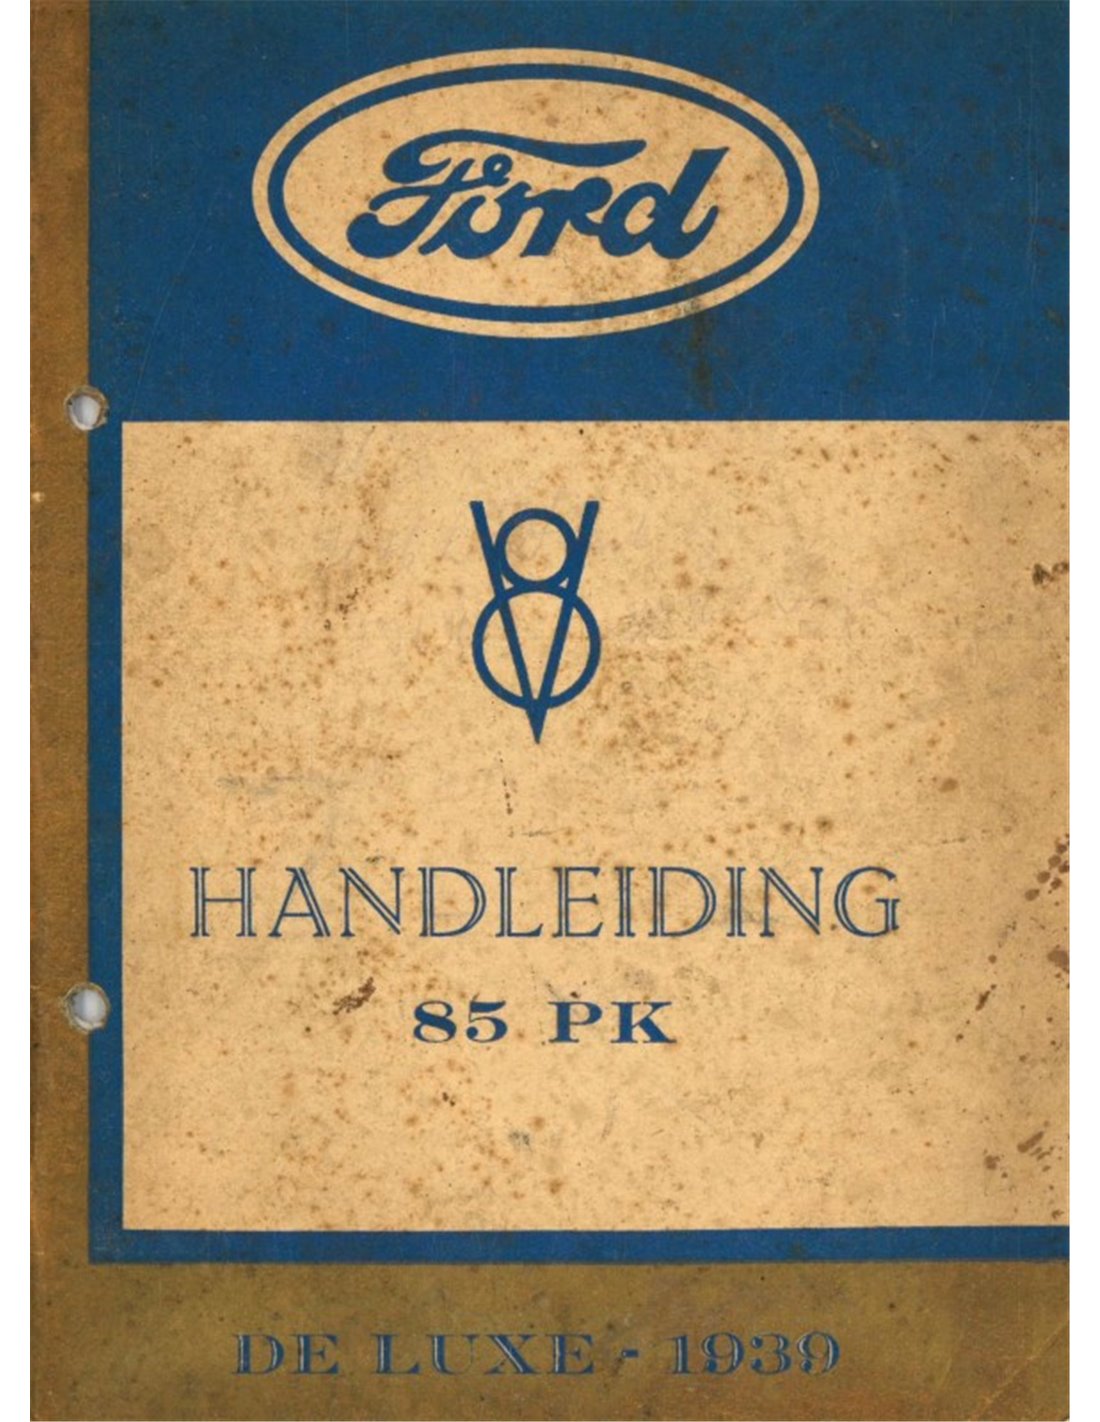 Ford
V8
HANDLEIDING
85 PK
DE LUXE - 1939